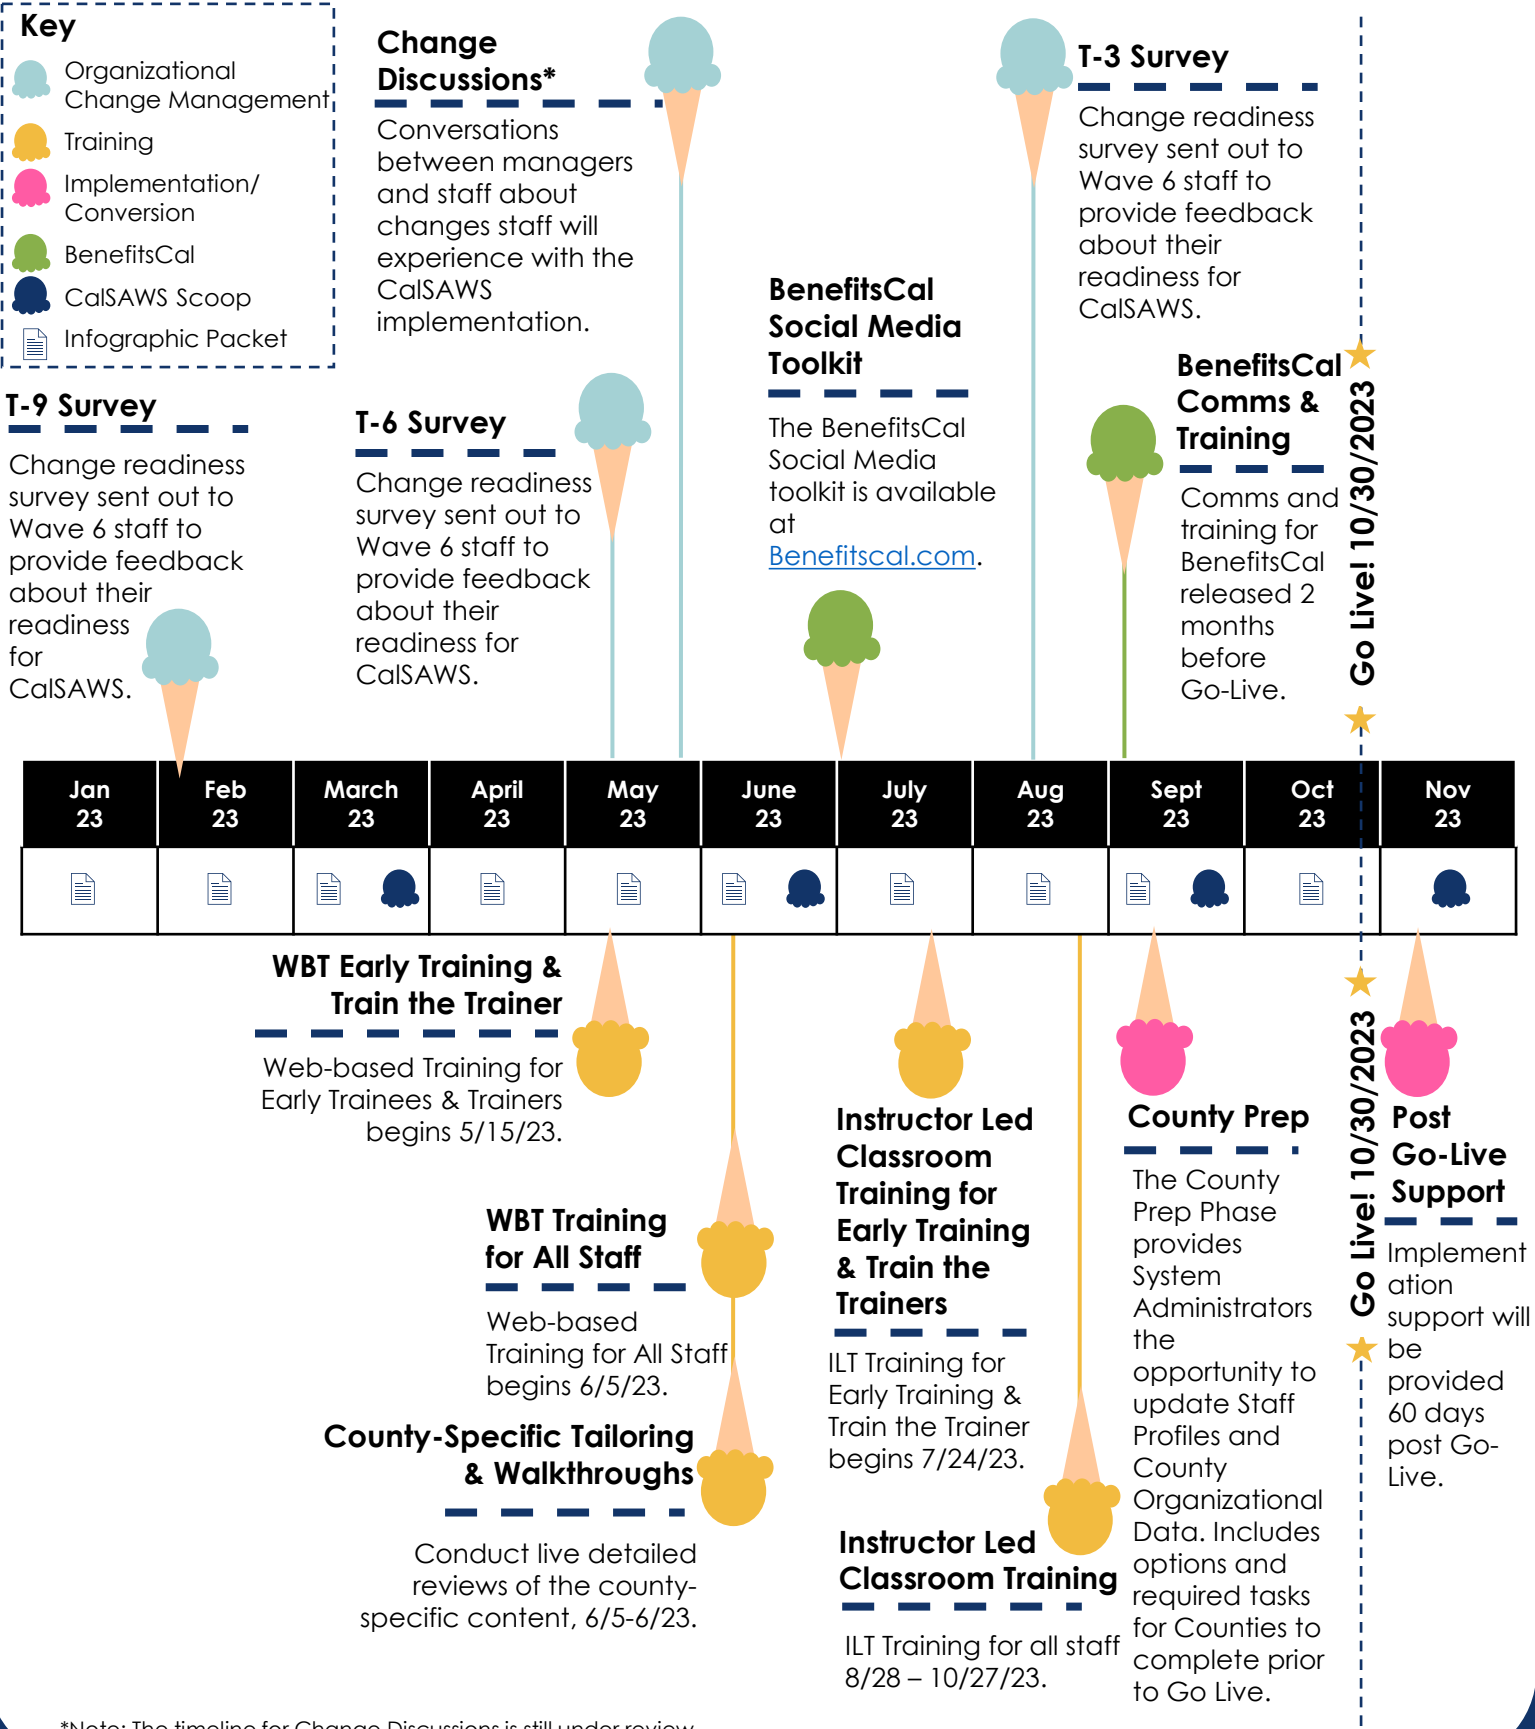 Key
Organizational
Change Management
Training
Implementation/
Conversion
BenefitsCal
CalSAWS Scoop
Infographic Packet
Change
Discussions*
Conversations
between managers
and staff about
changes staff will
experience with the
CalSAWS
implementation.
T-3 Survey
Change readiness
survey sent out to
Wave 6 staff to
provide feedback
about their
readiness for
CalSAWS.
BenefitsCal
Social Media
Toolkit
The BenefitsCal
Social Media
toolkit is available
at
Benefitscal.com.
BenefitsCal
Comms &
Training
Comms and
training for
BenefitsCal
released 2
months
before
Go-Live.
Go Live! 10/30/2023
T-9 Survey
Change readiness
survey sent out to
Wave 6 staff to
provide feedback
about their
readiness
for
CalSAWS.
T-6 Survey
Change readiness
survey sent out to
Wave 6 staff to
provide feedback
about their
readiness for
CalSAWS.
Jan
23
Feb
23
March
23
April
23
May
23
June
23
July
23
Aug
23
Sept
23
Oct
23
Nov
23
WBT Early Training &
Train the Trainer
Web-based Training for
Early Trainees & Trainers
begins 5/15/23.
WBT Training
for All Staff
Web-based
Training for All Staff
begins 6/5/23.
County-Specific Tailoring
& Walkthroughs
Conduct live detailed
reviews of the county-
specific content, 6/5-6/23.
Instructor Led
Classroom
Training for
Early Training
& Train the
Trainers
ILT Training for
Early Training &
Train the Trainer
begins 7/24/23.
Instructor Led
Classroom Training
ILT Training for all staff
8/28 – 10/27/23.
County Prep
The County
Prep Phase
provides
System
Administrators
the
opportunity to
update Staff
Profiles and
County
Organizational
Data. Includes
options and
required tasks
for Counties to
complete prior
to Go Live.
Go Live! 10/30/2023
Post
Go-Live
Support
Implement
ation
support will
be
provided
60 days
post Go-
Live.
*Note: The timeline for Change Discussions is still under review